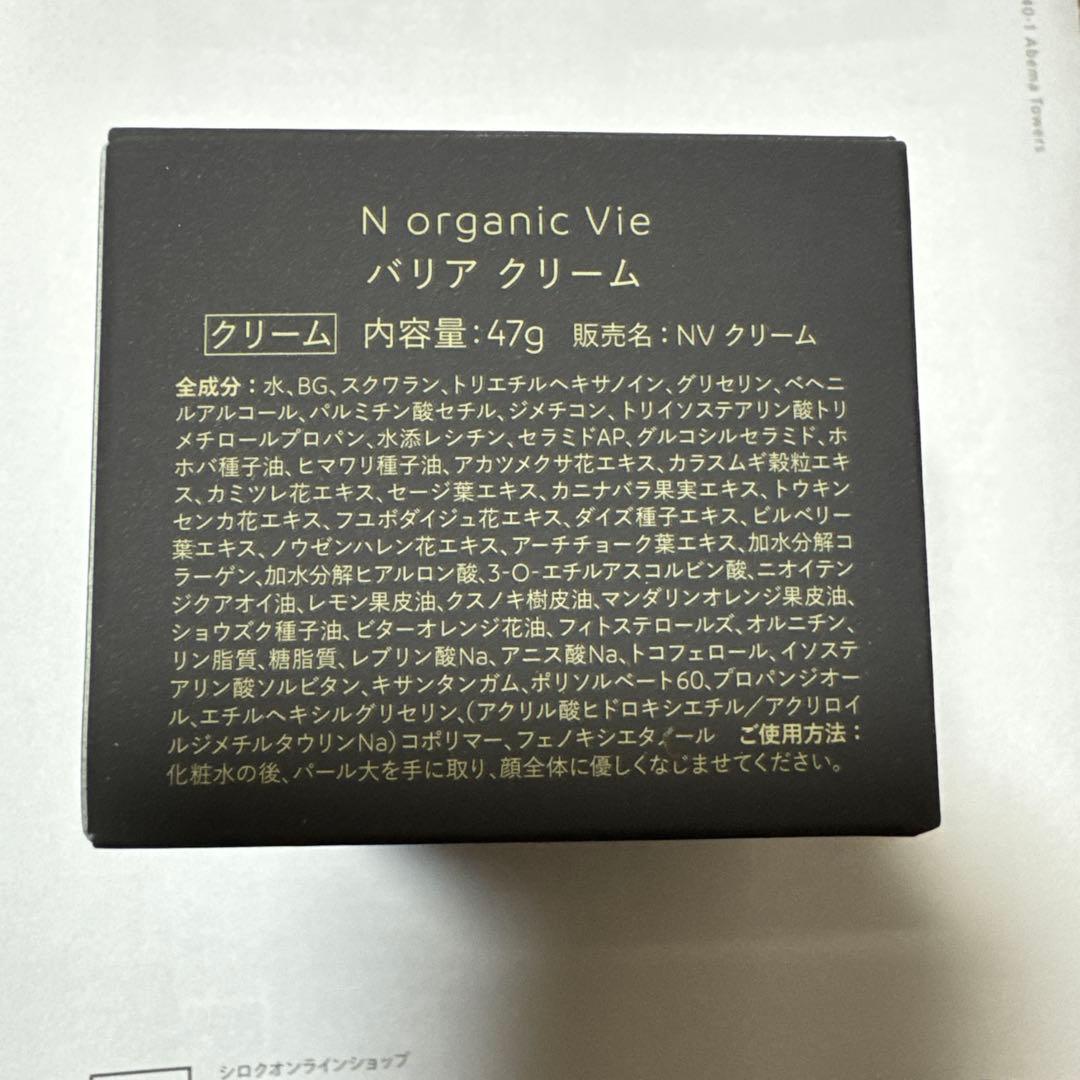 40-1 Abema Towers
N organic Vie
バリア クリーム
クリーム 内容量:47g 販売名:NV クリーム
全成分:水、BG、スクワラン、トリエチルヘキサノイン、グリセリン、ベヘニ
ルアルコール、パルミチン酸セチル、ジメチコン、トリイソステアリン酸トリ
メチロールプロパン、水添レシチン、セラミドAP、グルコシルセラミド、ホ
ホバ種子油、ヒマワリ種子油、アカツメクサ花エキス、カラスムギ穀粒エキ
ス、カミツレ花エキス、セージ葉エキス、カニナバラ果実エキス、トウキン
センカ花エキス、フユボダイジュ花エキス、ダイズ種子エキス、ビルベリー
葉エキス、ノウゼンハレン花エキス、アーチチョーク葉エキス、加水分解コ
ラーゲン、加水分解ヒアルロン酸、3-O-エチルアスコルビン酸、ニオイテン
ジクアオイ油、レモン果皮油、クスノキ樹皮油、マンダリンオレンジ果皮油、
ショウズク種子油、ビターオレンジ花油、フィトステロールズ、オルニチン、
リン脂質、糖脂質、レブリン酸Na、アニス酸Na、トコフェロール、イソステ
アリン酸ソルビタン、キサンタンガム、ポリソルベート60、プロパンジオー
ル、エチルヘキシルグリセリン、(アクリル酸ヒドロキシエチル/アクリロイ
ルジメチルタウリンNa)コポリマー、フェノキシエタノール ご使用方法:
化粧水の後、パール大を手に取り、顔全体に優しくなじませてください。
シロクオンラインショップ